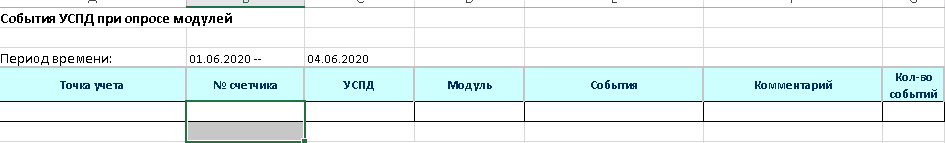 События УСПД при опросе модулей
Период времени: 01.06.2020 -- 04.06.2020
Точка учета № счетчика УСПД Модуль События Комментарий Кол-во событий